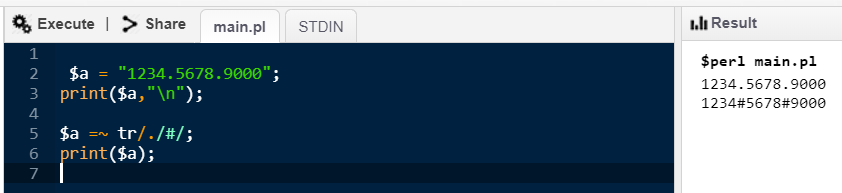 Execute | > Share main.pl STDIN
1
2 $a = "1234.5678.9000";
3 print($a,"\n");
4
5 $a =~ tr/./#/;
6 print($a);
7
Result
$perl main.pl
1234.5678.9000
1234#5678#9000